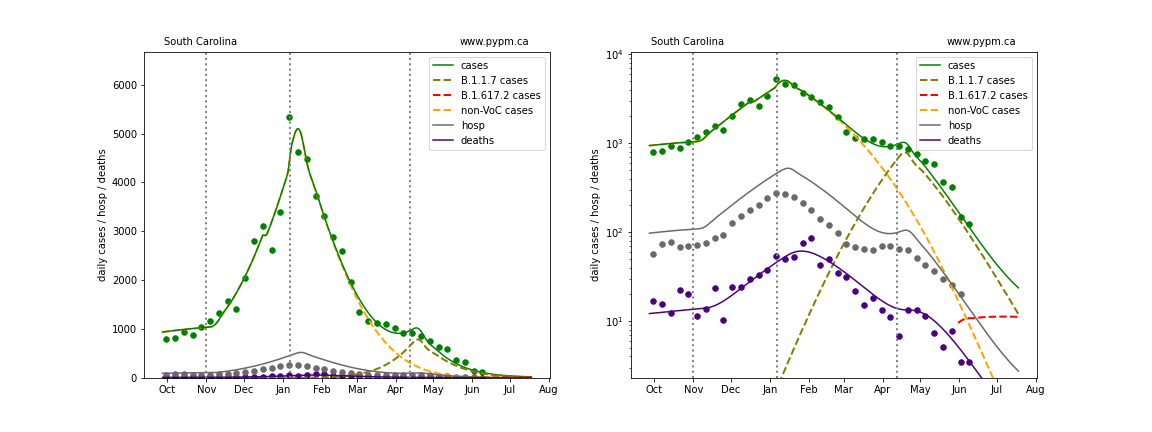 South Carolina www.pypm.ca
cases
B.1.1.7 cases
B.1.617.2 cases
non-VoC cases
hosp
deaths
daily cases / hosp / deaths
6000
5000
4000
3000
2000
1000
0
Oct Nov Dec Jan Feb Mar Apr May Jun Jul Aug
South Carolina www.pypm.ca
cases
B.1.1.7 cases
B.1.617.2 cases
non-VoC cases
hosp
deaths
daily cases / hosp / deaths
10⁴
10³
10²
10¹
Oct Nov Dec Jan Feb Mar Apr May Jun Jul Aug